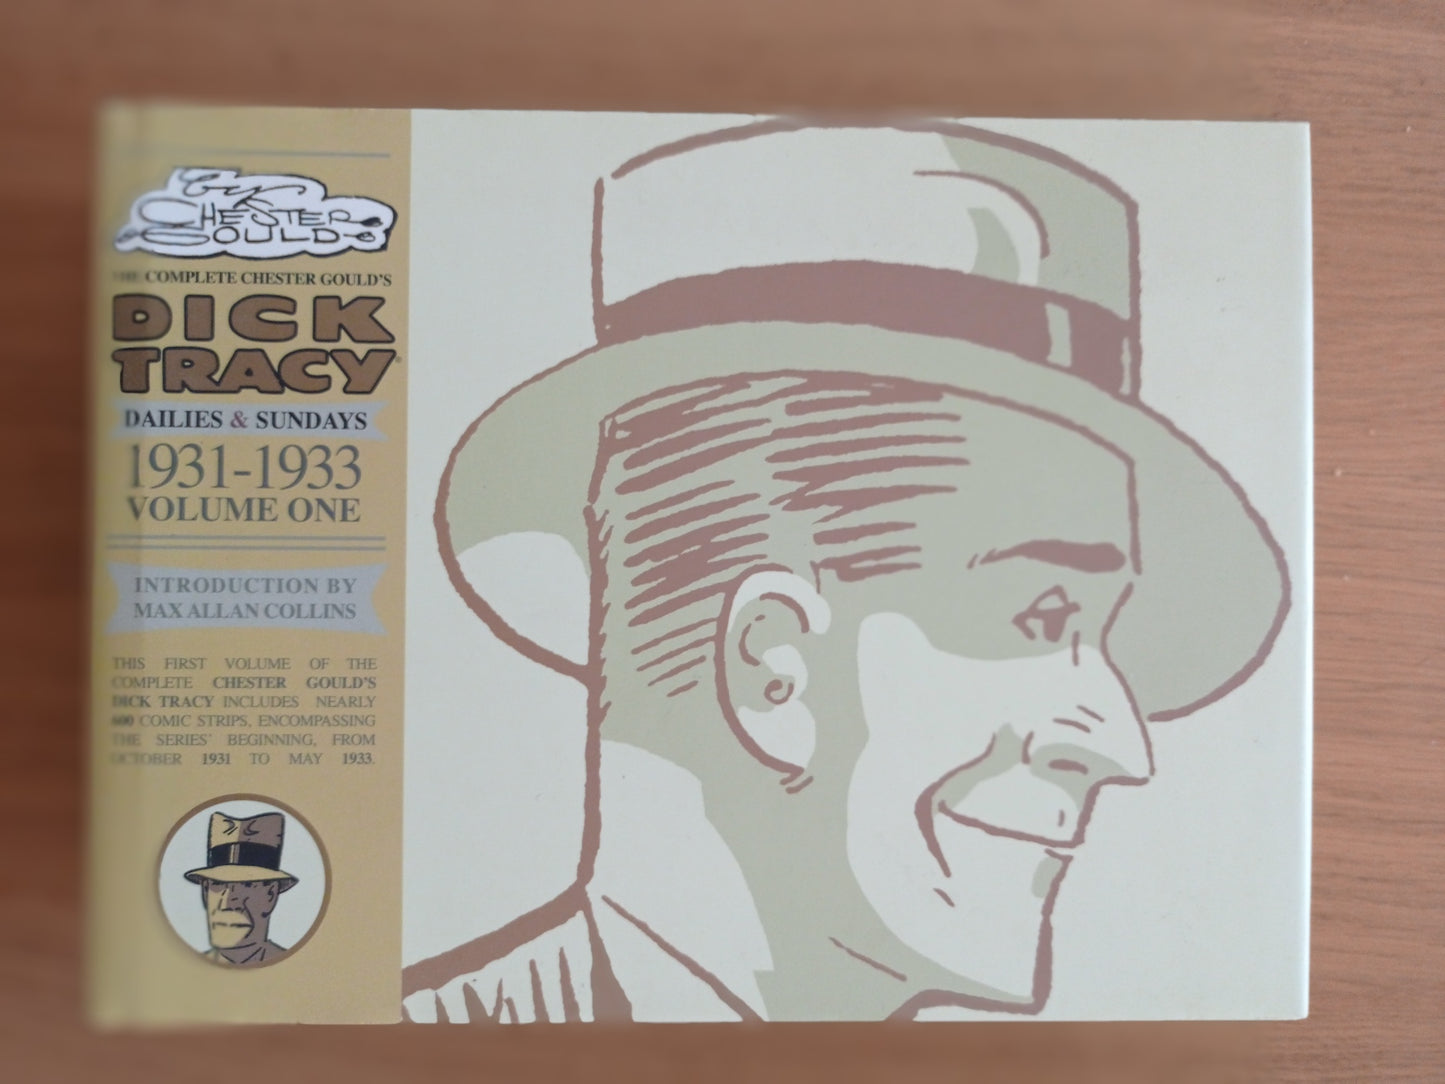 By
CHESTER
GOULD
THE COMPLETE CHESTER GOULD'S
DICK
TRACY®
DAILIES & SUNDAYS
1931-1933
VOLUME ONE
INTRODUCTION BY
MAX ALLAN COLLINS
THIS FIRST VOLUME OF THE
COMPLETE CHESTER GOULD'S
DICK TRACY INCLUDES NEARLY
600 COMIC STRIPS, ENCOMPASSING
THE SERIES' BEGINNING, FROM
OCTOBER 1931 TO MAY 1933.